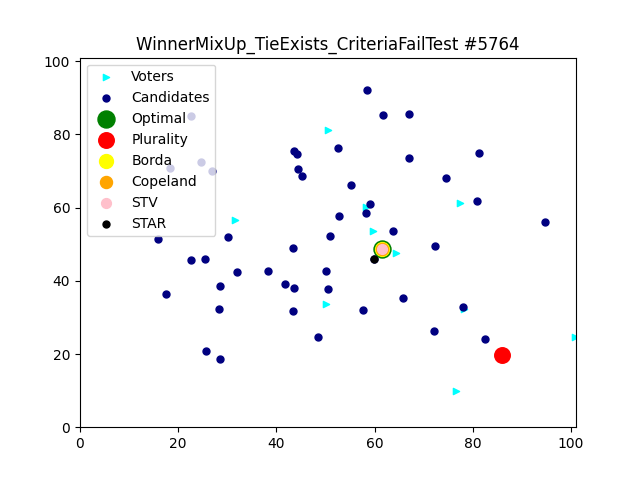 WinnerMixUp_TieExists_CriteriaFailTest #5764
100
80
60
40
20
0
Voters
Candidates
Optimal
Plurality
Borda
Copeland
STV
STAR
0 20 40 60 80 100